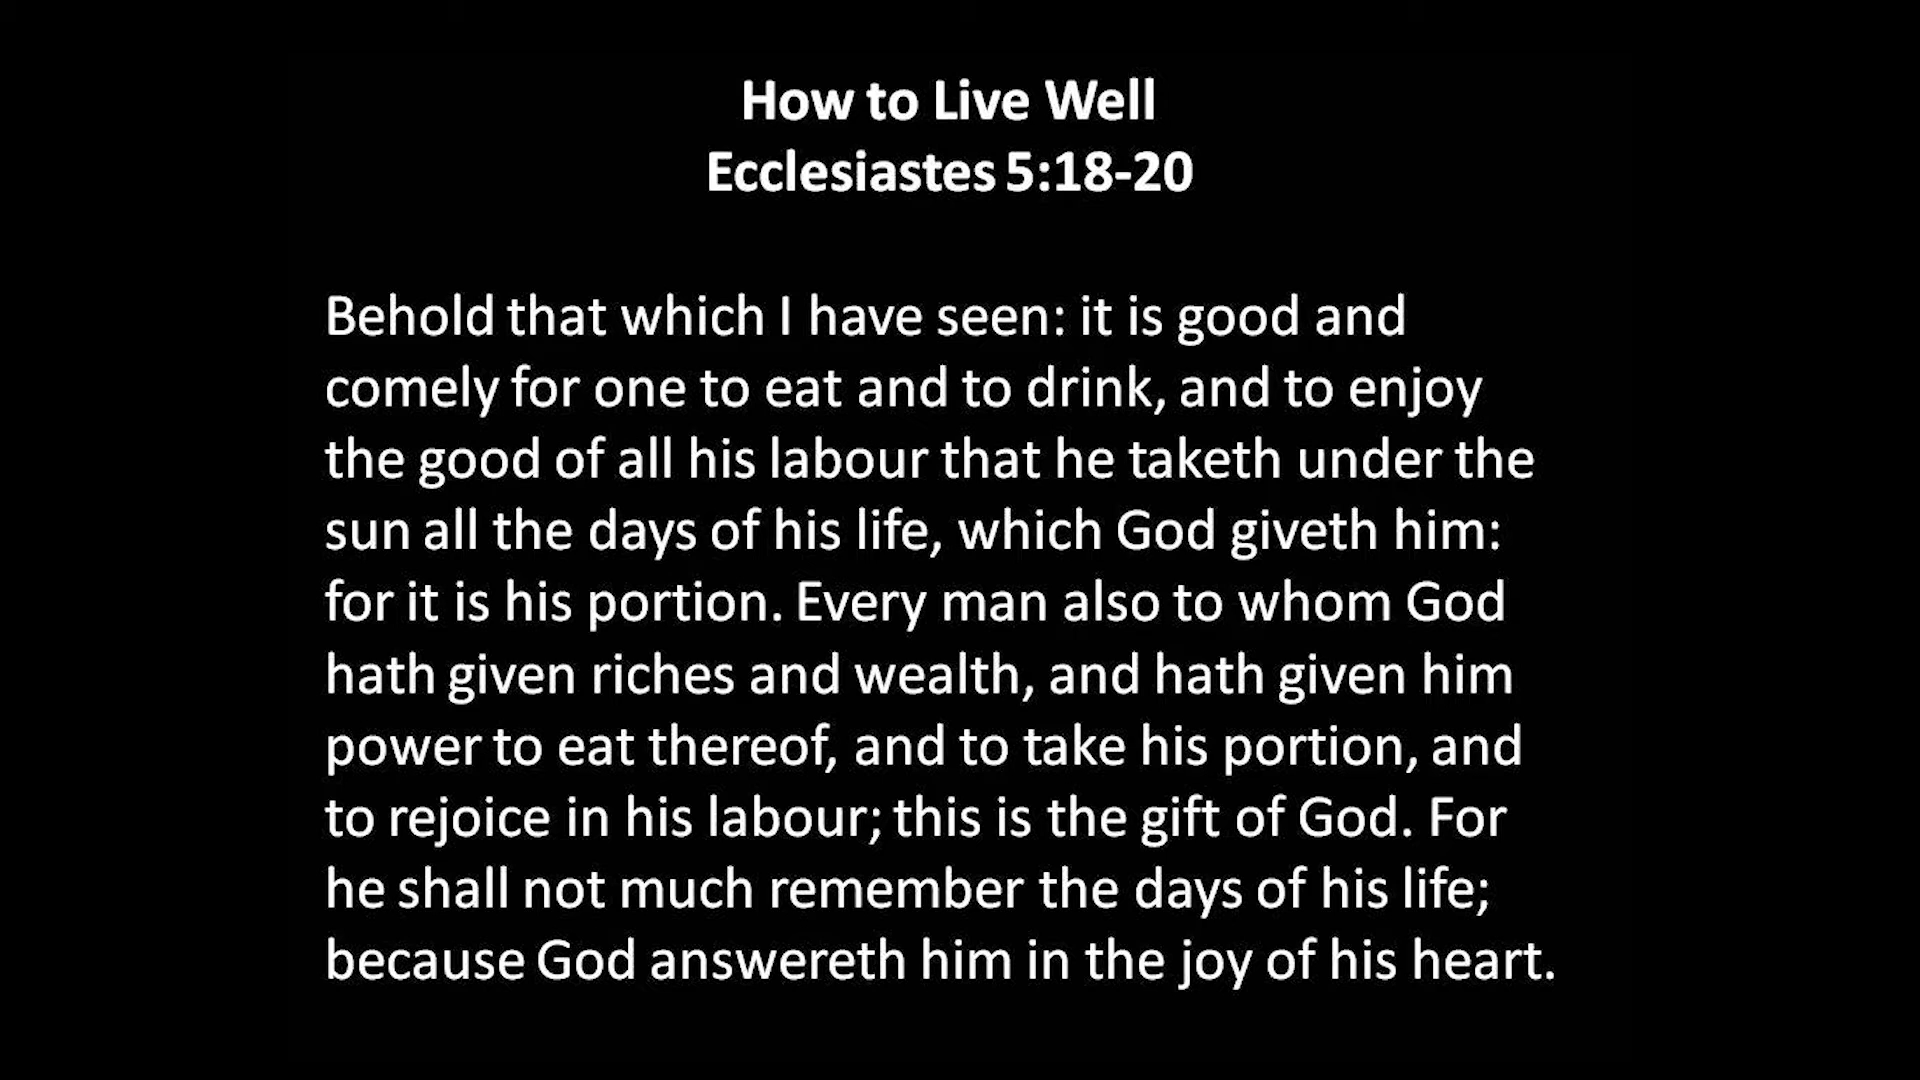 How to Live Well
Ecclesiastes 5:18-20
Behold that which I have seen: it is good and
comely for one to eat and to drink, and to enjoy
the good of all his labour that he taketh under the
sun all the days of his life, which God giveth him:
for it is his portion. Every man also to whom God
hath given riches and wealth, and hath given him
power to eat thereof, and to take his portion, and
to rejoice in his labour; this is the gift of God. For
he shall not much remember the days of his life;
because God answereth him in the joy of his heart.